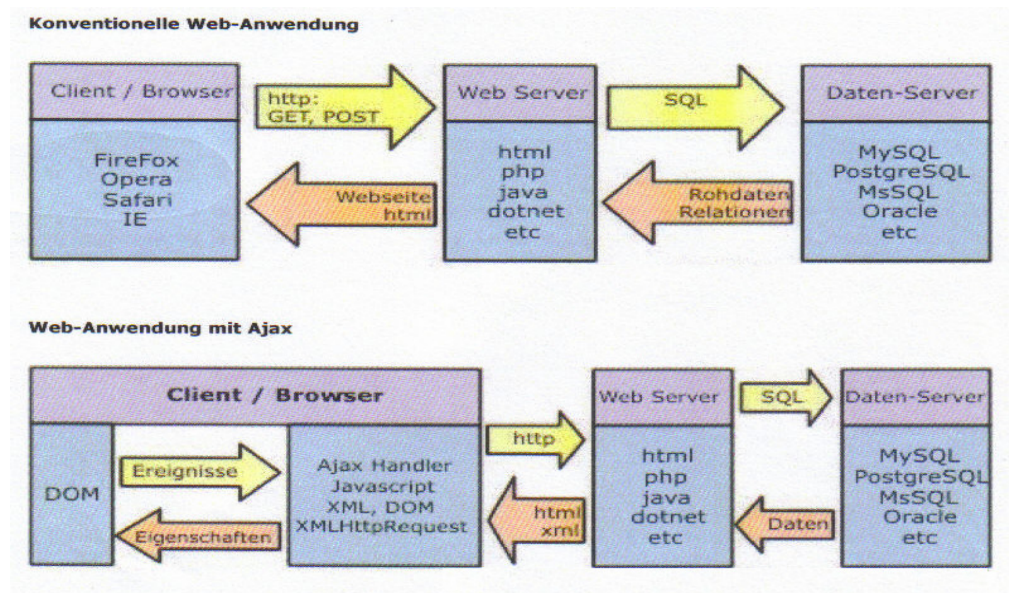 Konventionelle Web-Anwendung
Client / Browser
FireFox
Opera
Safari
IE
http:
GET, POST
Webseite
html
Web Server
html
php
java
dotnet
etc
SQL
Rohdaten
Relationen
Daten-Server
MySQL
PostgreSQL
MsSQL
Oracle
etc
Web-Anwendung mit Ajax
Client / Browser
DOM
Ereignisse
Eigenschaften
Ajax Handler
Javascript
XML, DOM
XMLHttpRequest
http
html
xml
Web Server
html
php
java
dotnet
etc
SQL
Daten
Daten-Server
MySQL
PostgreSQL
MsSQL
Oracle
etc